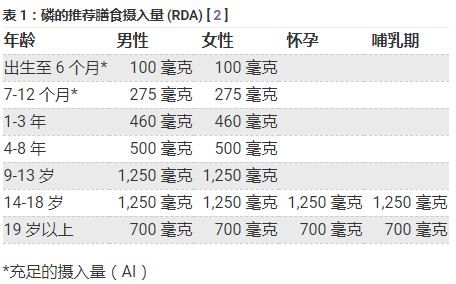 表 1：磷的推荐膳食摄入量 (RDA) [ 2 ]
年龄 男性 女性 怀孕 哺乳期
出生至 6 个月* 100 毫克 100 毫克
7-12 个月* 275 毫克 275 毫克
1-3 年 460 毫克 460 毫克
4-8 年 500 毫克 500 毫克
9-13 岁 1,250 毫克 1,250 毫克
14-18 岁 1,250 毫克 1,250 毫克 1,250 毫克 1,250 毫克
19 岁以上 700 毫克 700 毫克 700 毫克 700 毫克
*充足的摄入量（AI）